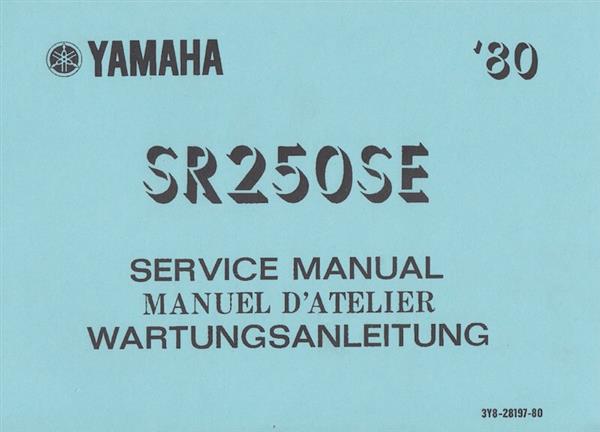 YAMAHA '80
SR250SE
SERVICE MANUAL
MANUEL D'ATELIER
WARTUNGSANLEITUNG
3Y8-28197-80